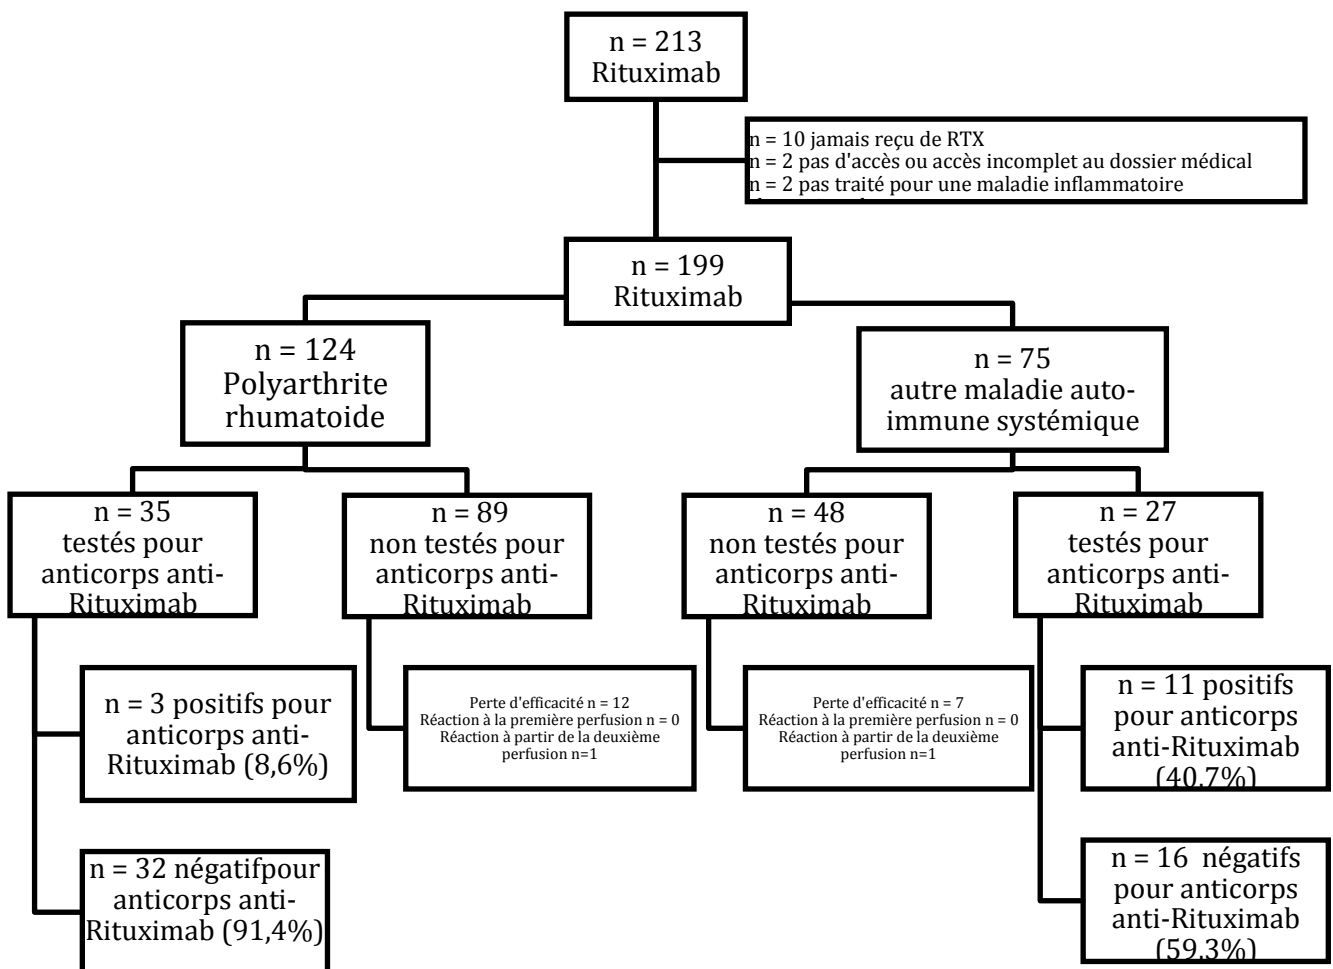 n = 213
Rituximab
n = 10 jamais reçu de RTX
n = 2 pas d'accès ou accès incomplet au dossier médical
n = 2 pas traité pour une maladie inflammatoire
n = 199
Rituximab
n = 124
Polyarthrite
rhumatoide
n = 75
autre maladie auto-
immune systémique
n = 35
testés pour
anticorps anti-
Rituximab
n = 89
non testés pour
anticorps anti-
Rituximab
n = 48
non testés pour
anticorps anti-
Rituximab
n = 27
testés pour
anticorps anti-
Rituximab
n = 3 positifs pour
anticorps anti-
Rituximab (8,6%)
Perte d'efficacité n = 12
Réaction à la première perfusion n = 0
Réaction à partir de la deuxième
perfusion n=1
Perte d'efficacité n = 7
Réaction à la première perfusion n = 0
Réaction à partir de la deuxième
perfusion n=1
n = 11 positifs
pour anticorps
anti-Rituximab
(40.7%)
n = 32 négatifpour
anticorps anti-
Rituximab (91,4%)
n = 16 négatifs
pour anticorps
anti-Rituximab
(59.3%)